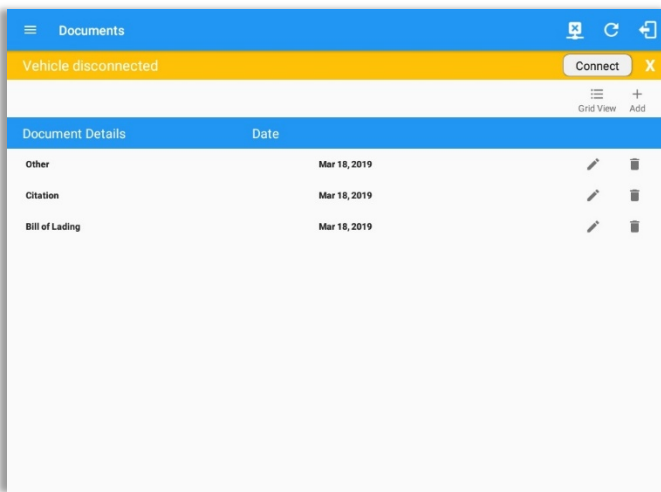 Documents
Vehicle disconnected Connect X
Grid View Add
Document Details Date
Other Mar 18, 2019
Citation Mar 18, 2019
Bill of Lading Mar 18, 2019